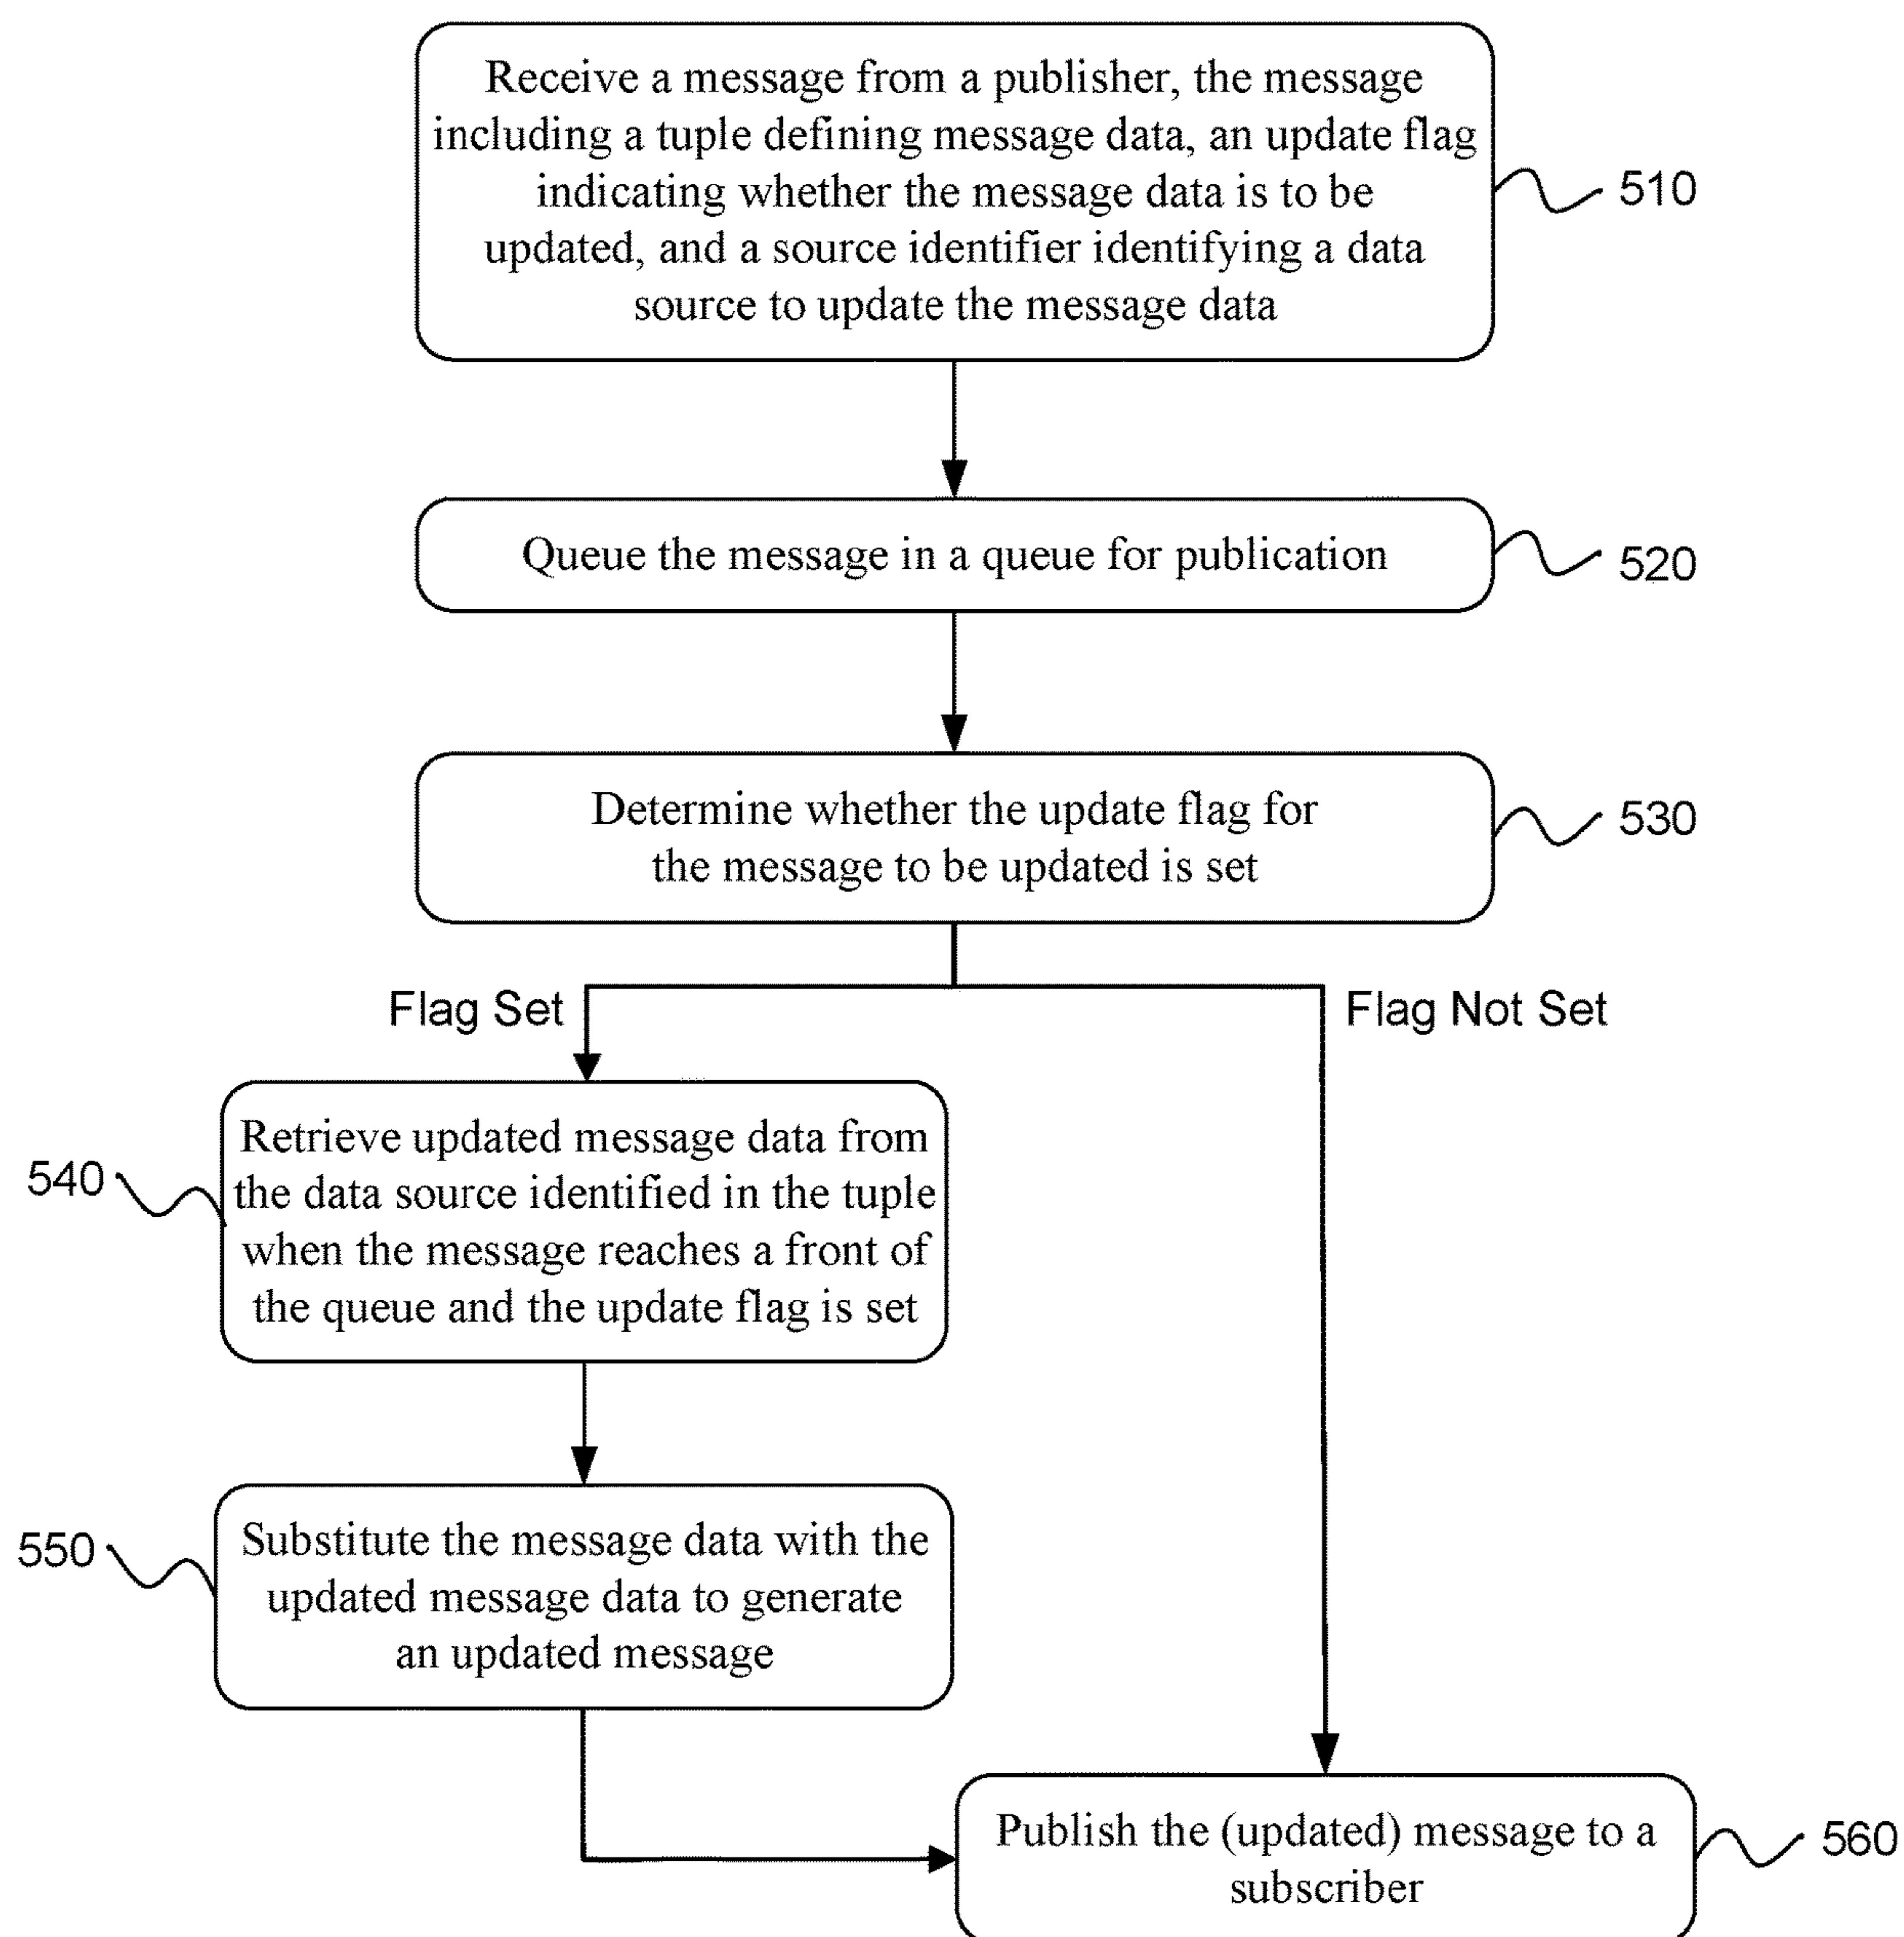 Receive a message from a publisher, the message
including a tuple defining message data, an update flag
indicating whether the message data is to be
updated, and a source identifier identifying a data
source to update the message data
510
Queue the message in a queue for publication
520
Determine whether the update flag for
the message to be updated is set
530
Flag Set
Flag Not Set
Retrieve updated message data from
the data source identified in the tuple
when the message reaches a front of
the queue and the update flag is set
540
Substitute the message data with the
updated message data to generate
an updated message
550
Publish the (updated) message to a
subscriber
560